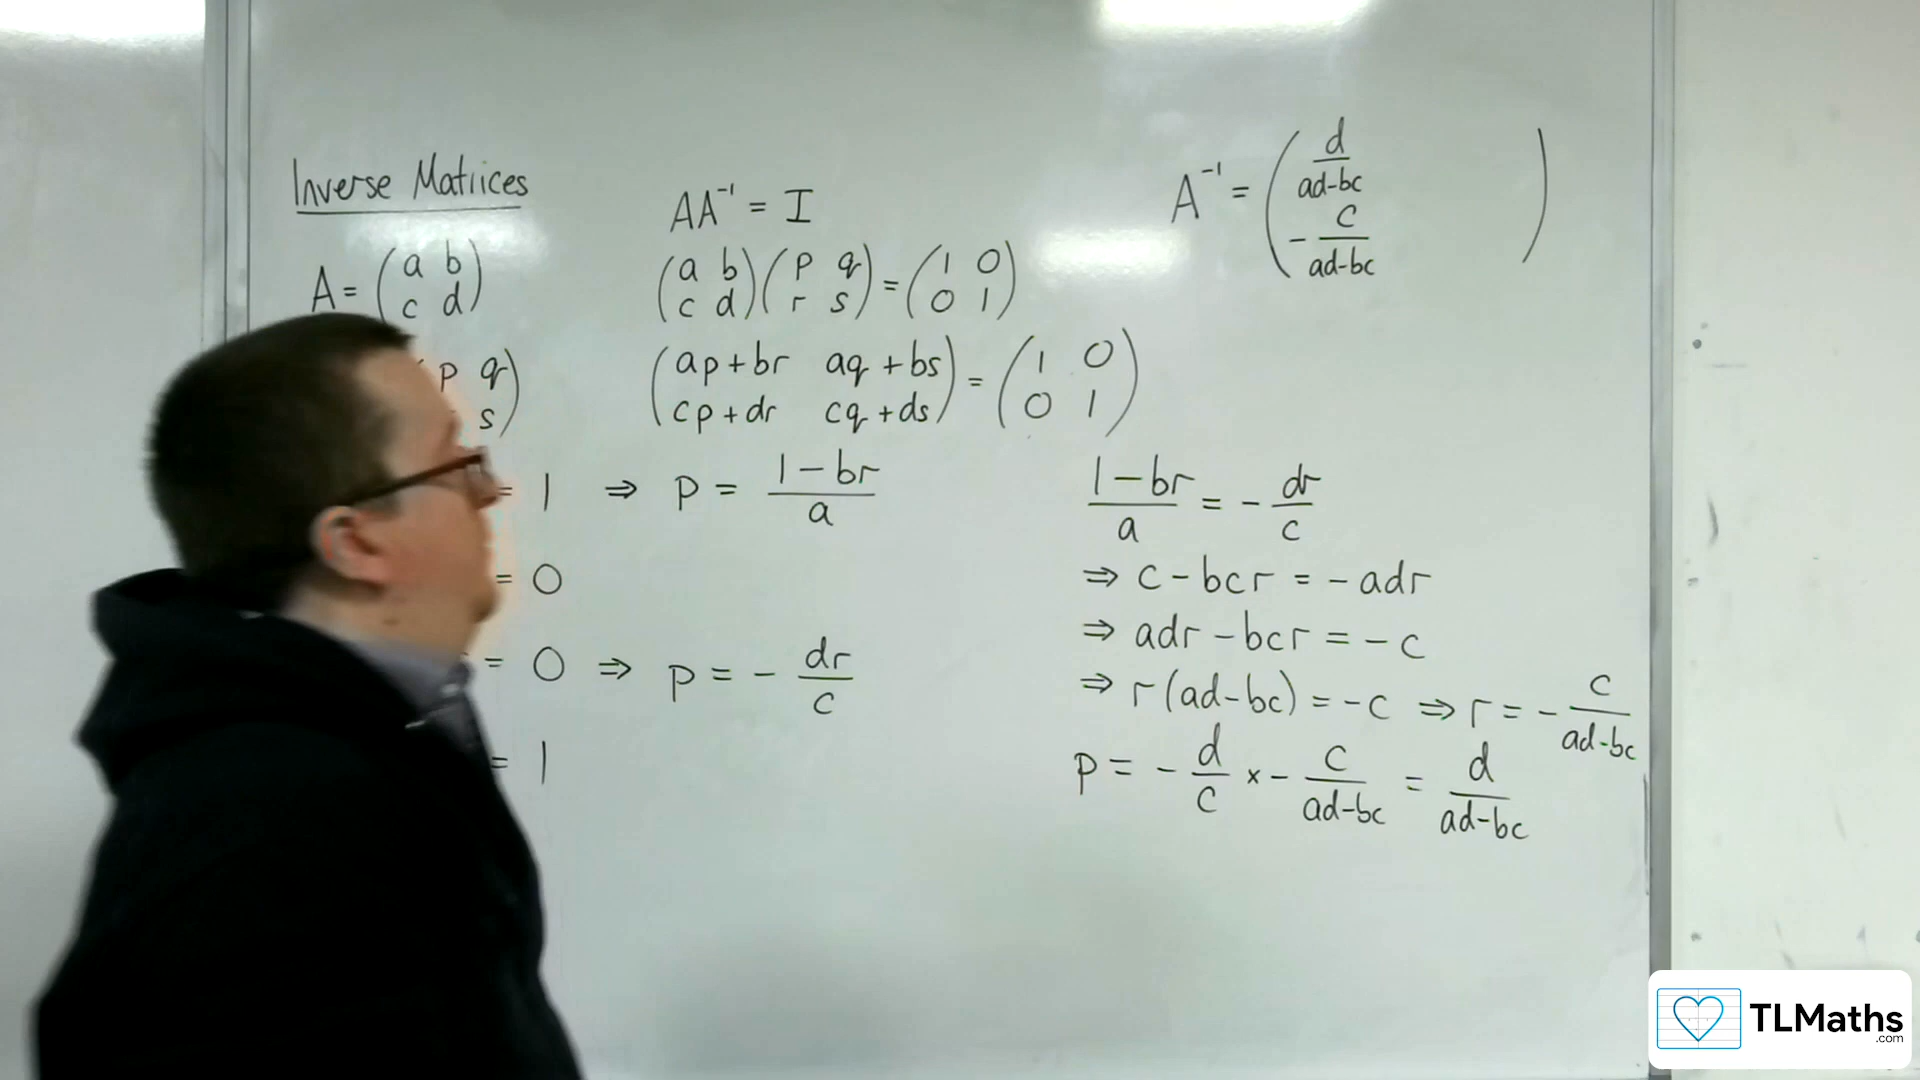 Inverse Matrices
A = (a b
c d)
p q)
s)
= 1 ⇒ p = (1 - br)/a
= 0
= 0 ⇒ p = - dr/c
= 1
AA⁻¹ = I
(a b
c d)(p q
r s) = (1 0
0 1)
(ap + br aq + bs
cp + dr cq + ds) = (1 0
0 1)
A⁻¹ = (d/(ad-bc)
- c/(ad-bc))
(1 - br)/a = - dr/c
⇒ c - bcr = - adr
⇒ adr - bcr = - c
⇒ r(ad-bc) = -c ⇒ r = - c/(ad-bc)
p = - d/c × - c/(ad-bc) = d/(ad-bc)
TLMaths
.com